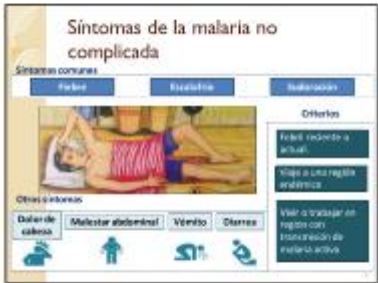 Síntomas de la malaria no
complicada
Síntomas comunes
Fiebre
Escalofrío
Sudoración
Criterios
Fiebre reciente o
actual.
Viaje a una región
endémica
Vivir o trabajar en
región con
transmisión de
malaria activa
Otros síntomas
Dolor de
cabeza
Malestar abdominal
Vómito
Diarrea